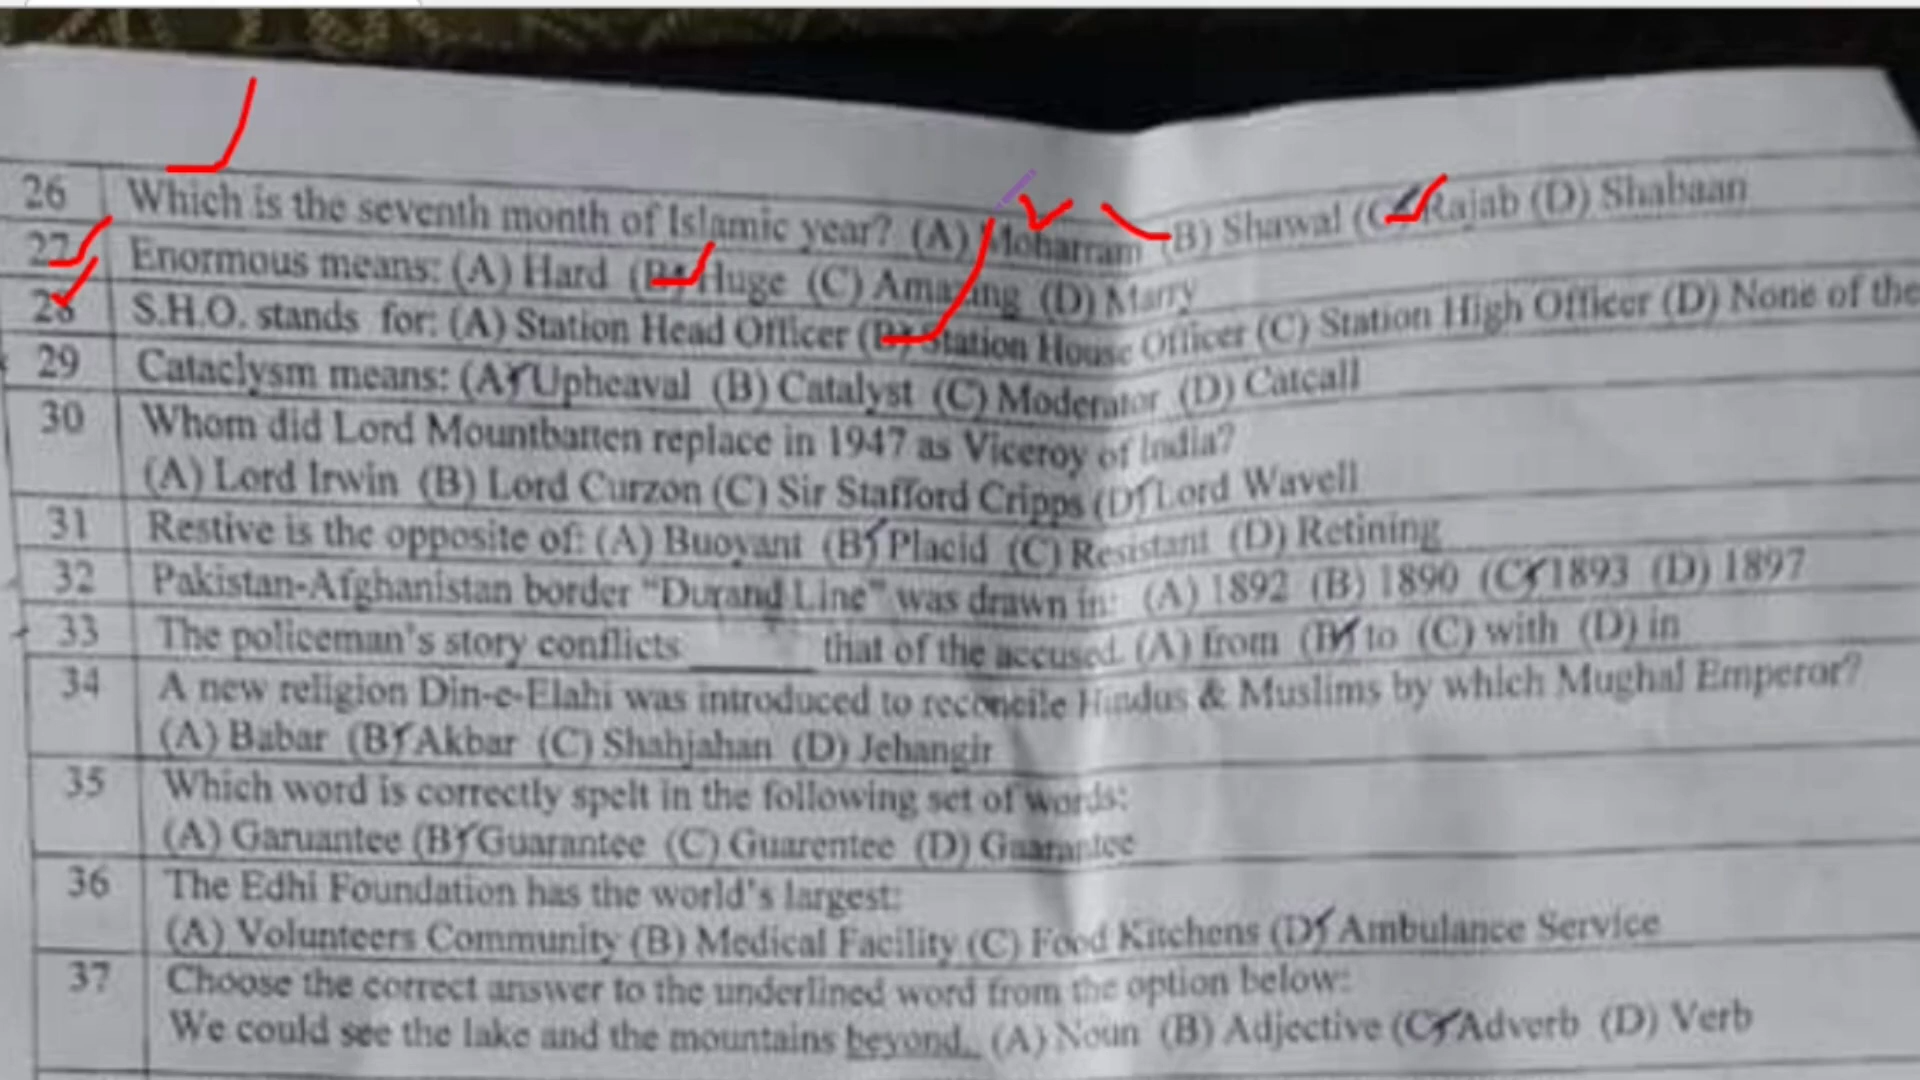 26 Which is the seventh month of Islamic year? (A) Moharram (B) Shawal (C) Rajab (D) Shabaan
27 Enormous means: (A) Hard (B) Huge (C) Amazing (D) Marry
28 S.H.O. stands for: (A) Station Head Officer (B) Station House Officer (C) Station High Officer (D) None of the
29 Cataclysm means: (A) Upheaval (B) Catalyst (C) Moderator (D) Catcall
30 Whom did Lord Mountbatten replace in 1947 as Viceroy of India?
(A) Lord Irwin (B) Lord Curzon (C) Sir Stafford Cripps (D) Lord Wavell
31 Restive is the opposite of: (A) Buoyant (B) Placid (C) Resistant (D) Retining
32 Pakistan-Afghanistan border "Durand Line" was drawn in: (A) 1892 (B) 1890 (C) 1893 (D) 1897
33 The policeman's story conflicts ______ that of the accused. (A) from (B) to (C) with (D) in
34 A new religion Din-e-Elahi was introduced to reconcile Hindus & Muslims by which Mughal Emperor?
(A) Babar (B) Akbar (C) Shahjahan (D) Jehangir
35 Which word is correctly spelt in the following set of words:
(A) Garuantee (B) Guarantee (C) Guarentee (D) Gaarantee
36 The Edhi Foundation has the world's largest:
(A) Volunteers Community (B) Medical Facility (C) Food Kitchens (D) Ambulance Service
37 Choose the correct answer to the underlined word from the option below:
We could see the lake and the mountains beyond. (A) Noun (B) Adjective (C) Adverb (D) Verb